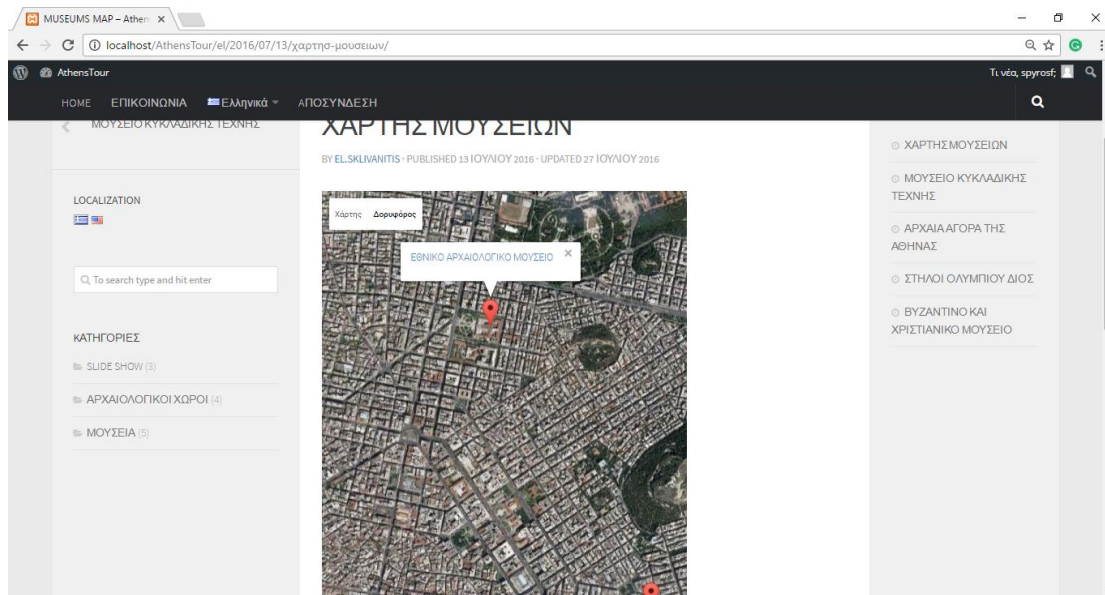 MUSEUMS MAP – Athen
localhost/AthensTour/el/2016/07/13/χαρτησ-μουσειων/
AthensTour
Τι νέα, spyrosf;
HOME ΕΠΙΚΟΙΝΩΝΙΑ Ελληνικά ΑΠΟΣΥΝΔΕΣΗ
ΜΟΥΣΕΙΟ ΚΥΚΛΑΔΙΚΗΣ ΤΕΧΝΗΣ
LOCALIZATION
To search type and hit enter
ΚΑΤΗΓΟΡΙΕΣ
SLIDE SHOW (3)
ΑΡΧΑΙΟΛΟΓΙΚΟΙ ΧΩΡΟΙ (4)
ΜΟΥΣΕΙΑ (5)
ΧΑΡΤΗΣ ΜΟΥΣΕΙΩΝ
BY EL.SKLIVANITIS · PUBLISHED 13 ΙΟΥΛΙΟΥ 2016 · UPDATED 27 ΙΟΥΛΙΟΥ 2016
Χάρτης Δορυφόρος
ΕΘΝΙΚΟ ΑΡΧΑΙΟΛΟΓΙΚΟ ΜΟΥΣΕΙΟ
ΧΑΡΤΗΣ ΜΟΥΣΕΙΩΝ
ΜΟΥΣΕΙΟ ΚΥΚΛΑΔΙΚΗΣ
ΤΕΧΝΗΣ
ΑΡΧΑΙΑ ΑΓΟΡΑ ΤΗΣ
ΑΘΗΝΑΣ
ΣΤΗΛΟΙ ΟΛΥΜΠΙΟΥ ΔΙΟΣ
ΒΥΖΑΝΤΙΝΟ ΚΑΙ
ΧΡΙΣΤΙΑΝΙΚΟ ΜΟΥΣΕΙΟ